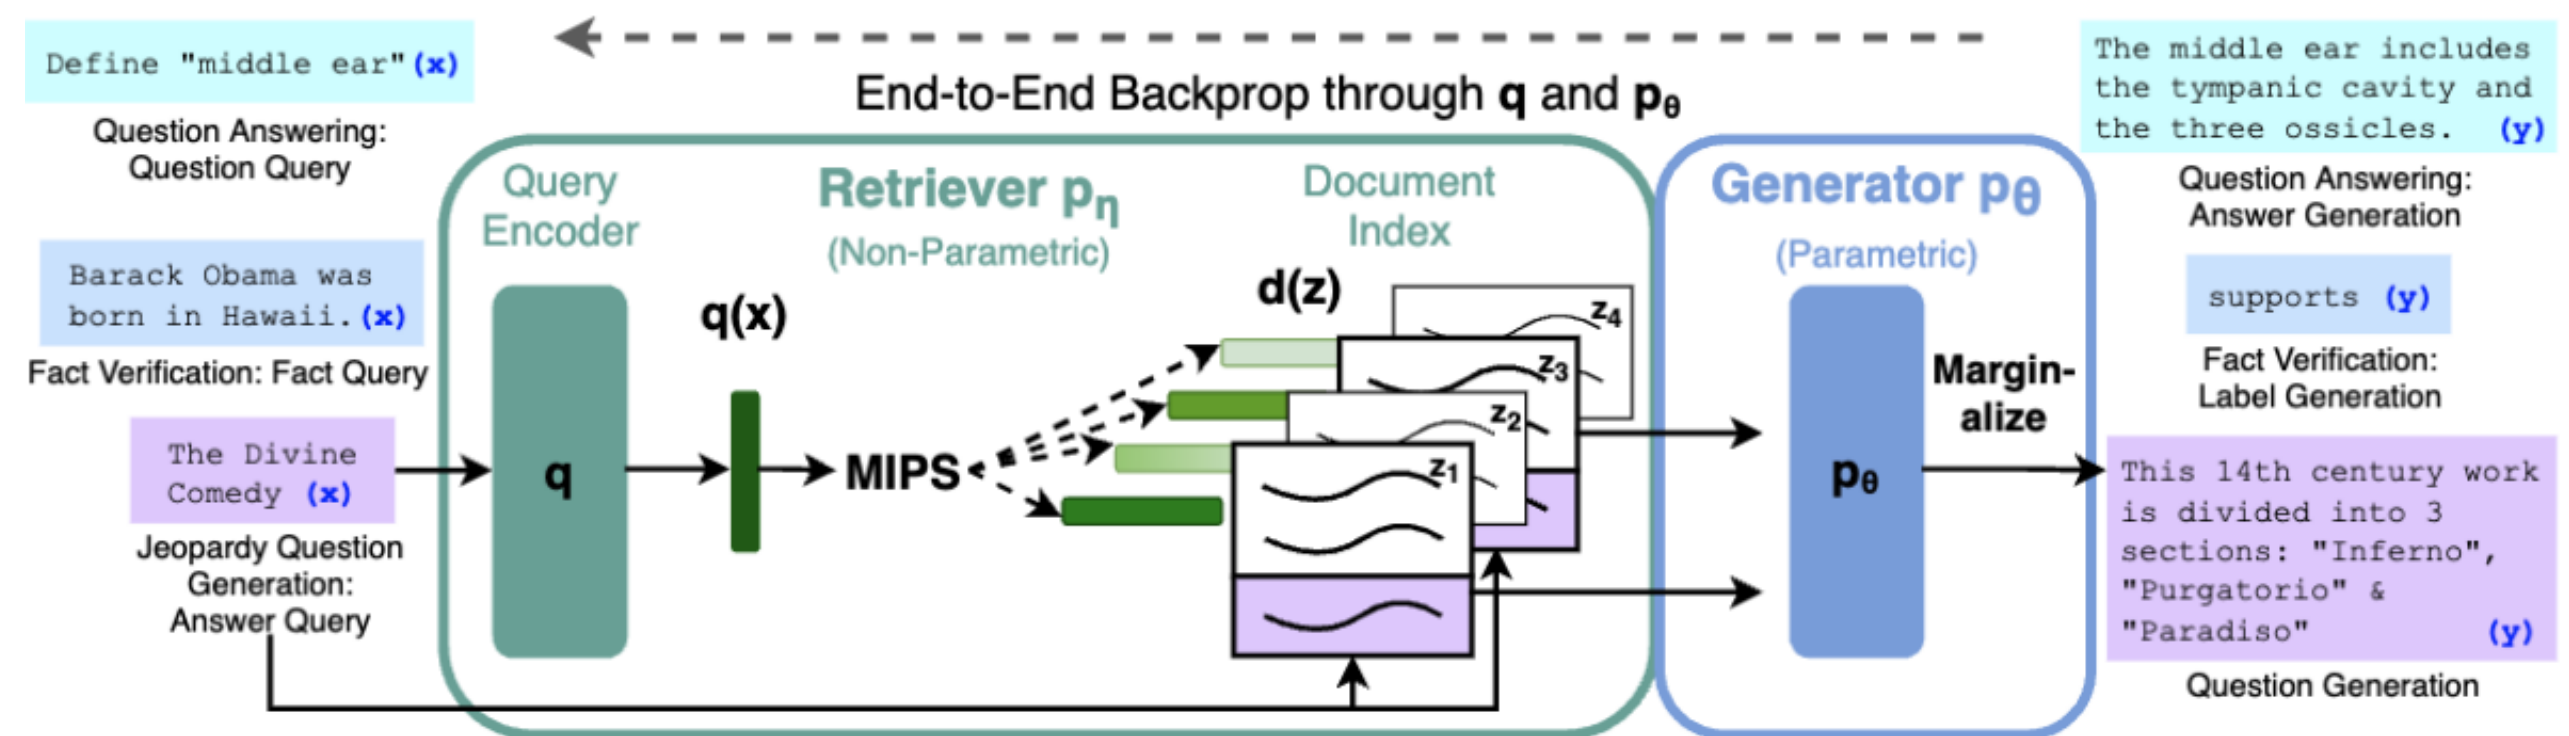 Define "middle ear" (x)
Question Answering:
Question Query
Barack Obama was
born in Hawaii. (x)
Fact Verification: Fact Query
The Divine
Comedy (x)
Jeopardy Question
Generation:
Answer Query
End-to-End Backprop through q and pθ
Query
Encoder
q
Retriever pη
(Non-Parametric)
q(x)
MIPS
Document
Index
d(z)
z4
z3
z2
z1
Generator pθ
(Parametric)
pθ
Margin-
alize
The middle ear includes
the tympanic cavity and
the three ossicles. (y)
Question Answering:
Answer Generation
supports (y)
Fact Verification:
Label Generation
This 14th century work
is divided into 3
sections: "Inferno",
"Purgatorio" &
"Paradiso" (y)
Question Generation